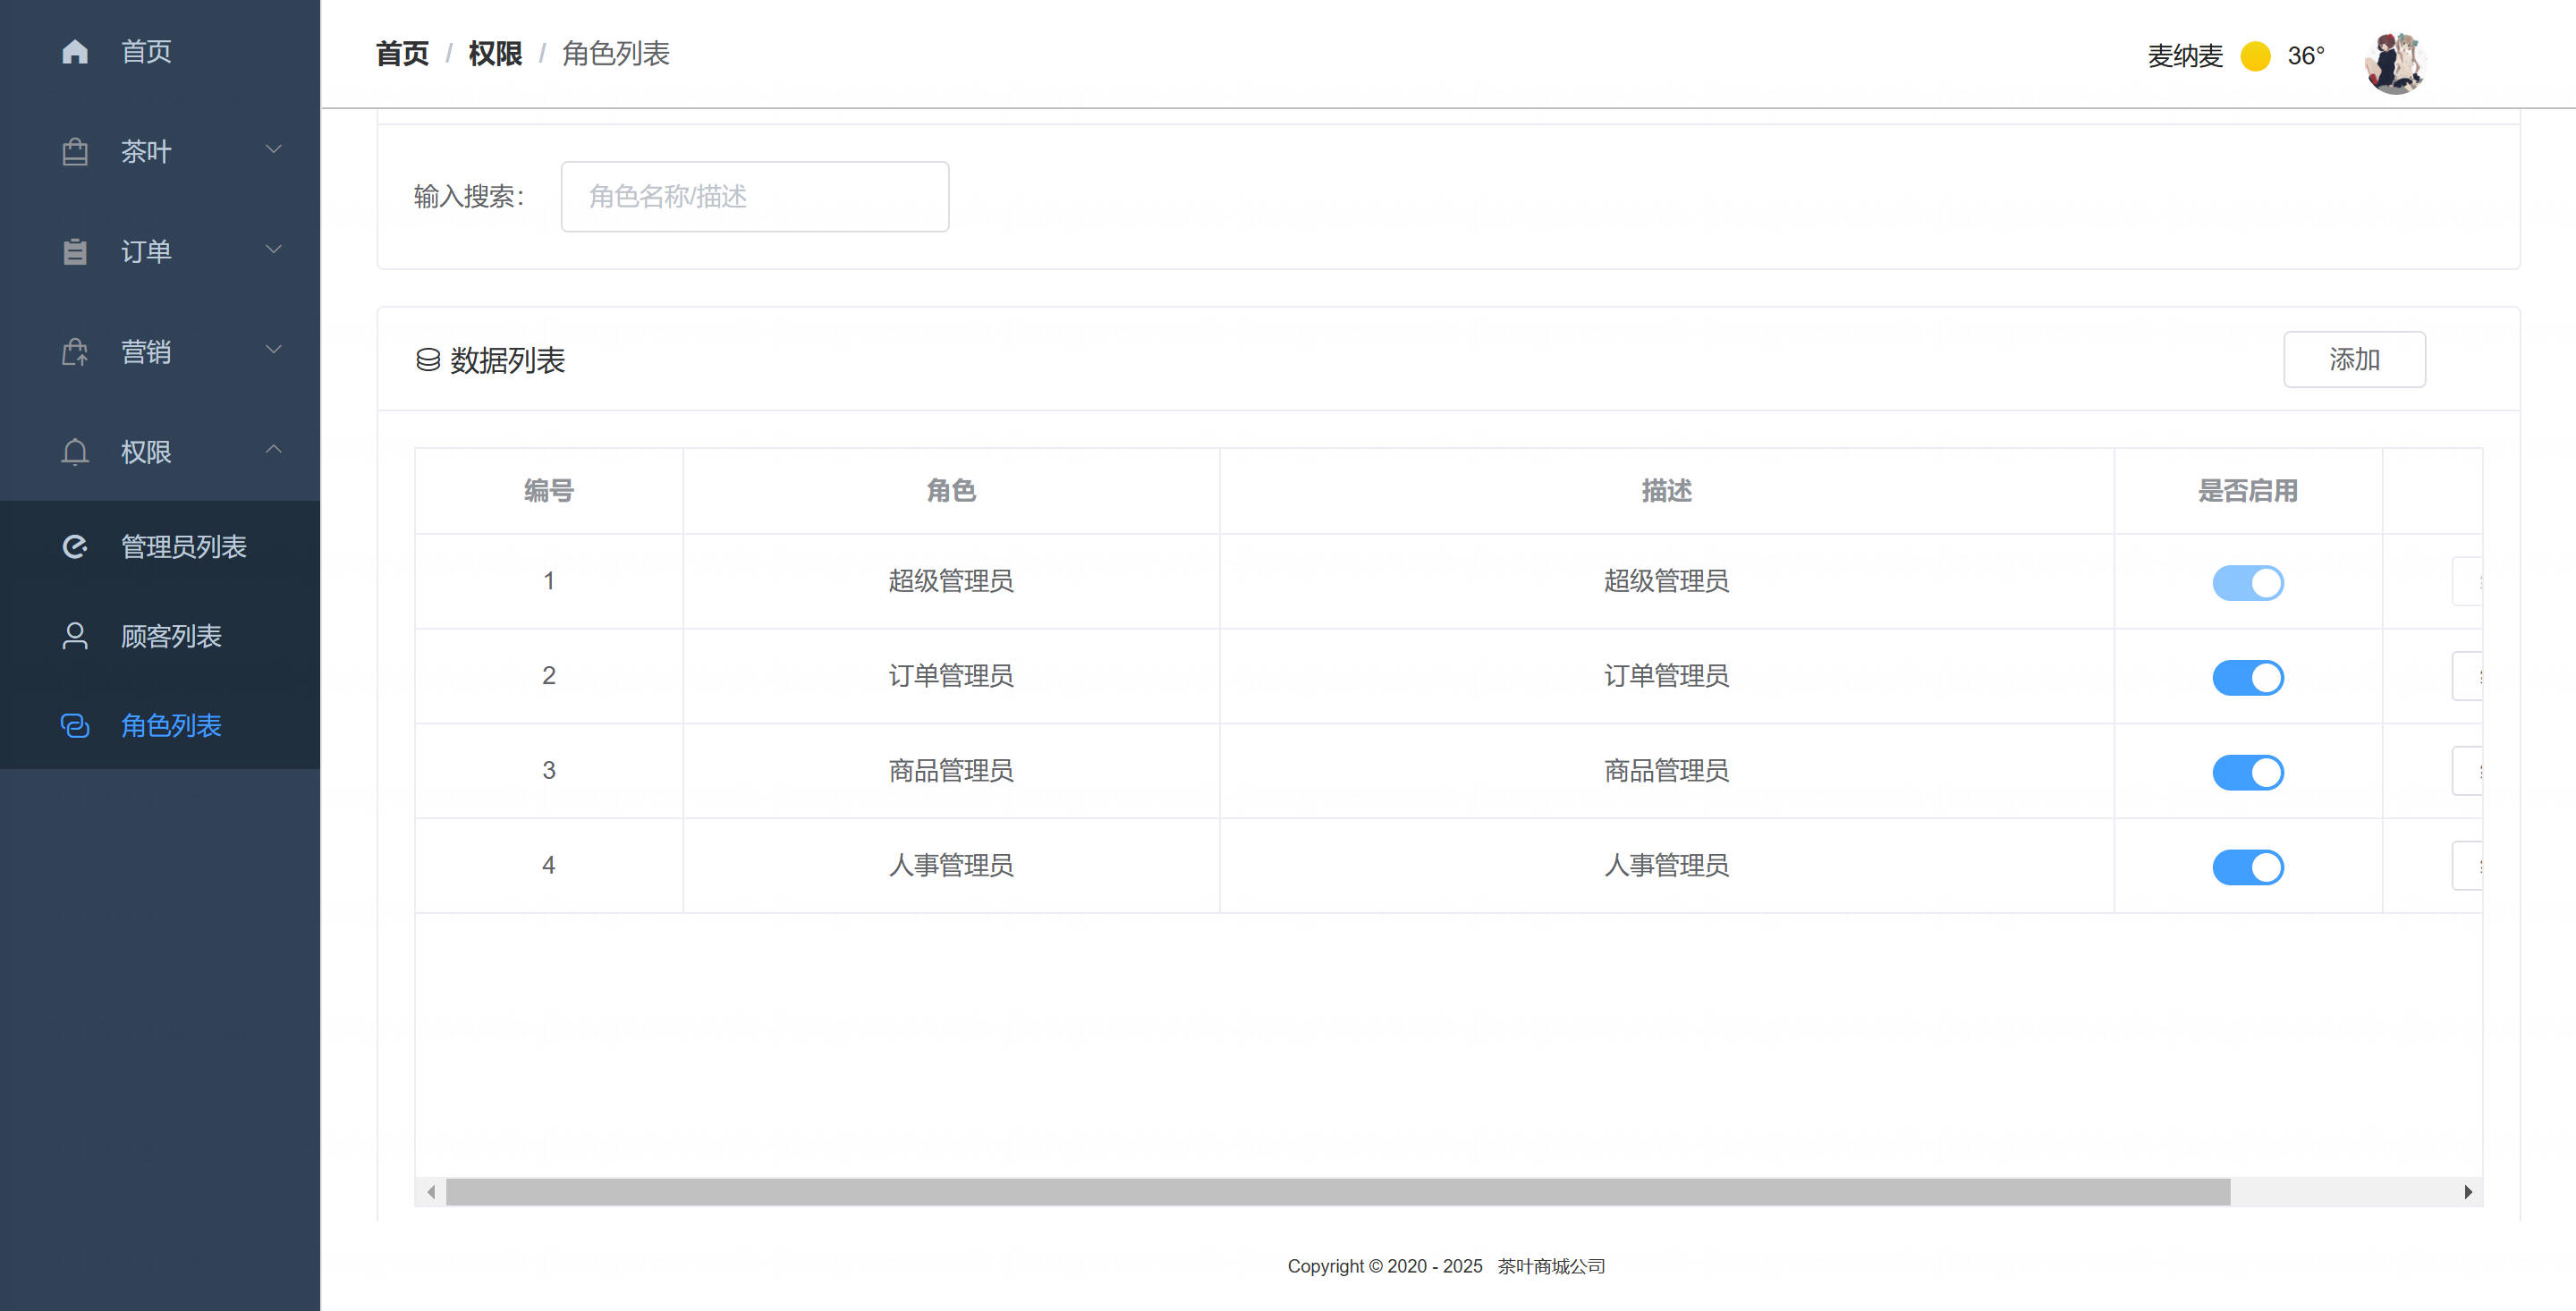 首页
茶叶
订单
营销
权限
管理员列表
顾客列表
角色列表
首页 / 权限 / 角色列表
麦纳麦 36°
输入搜索：
角色名称/描述
数据列表
添加
编号 角色 描述 是否启用
1 超级管理员 超级管理员
2 订单管理员 订单管理员
3 商品管理员 商品管理员
4 人事管理员 人事管理员
Copyright © 2020 - 2025 茶叶商城公司